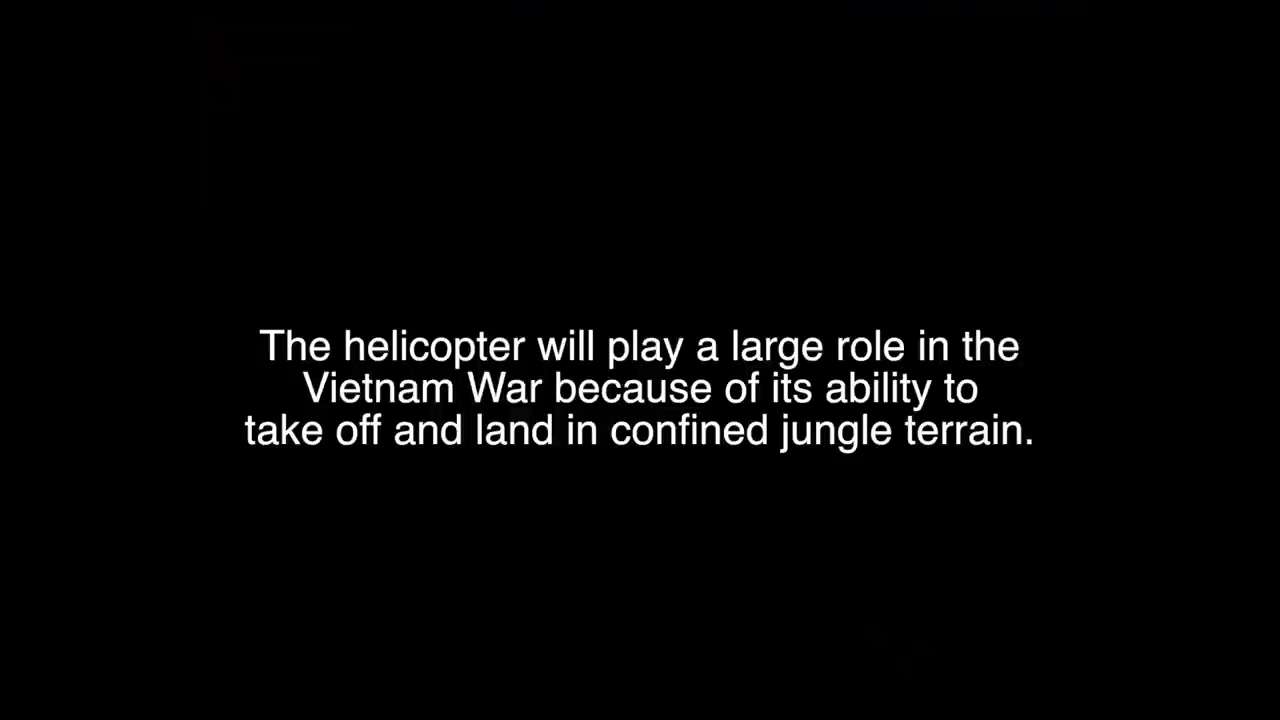 The helicopter will play a large role in the
Vietnam War because of its ability to
take off and land in confined jungle terrain.